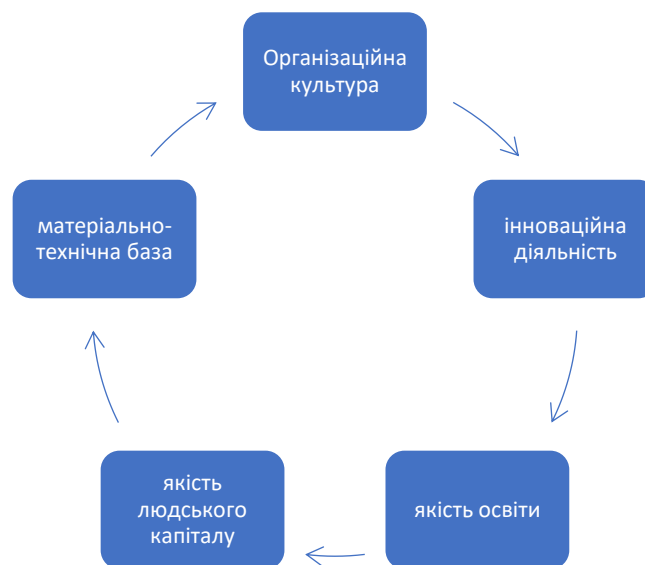 Організаційна
культура
інноваційна
діяльність
якість освіти
якість
людського
капіталу
матеріально-
технічна база